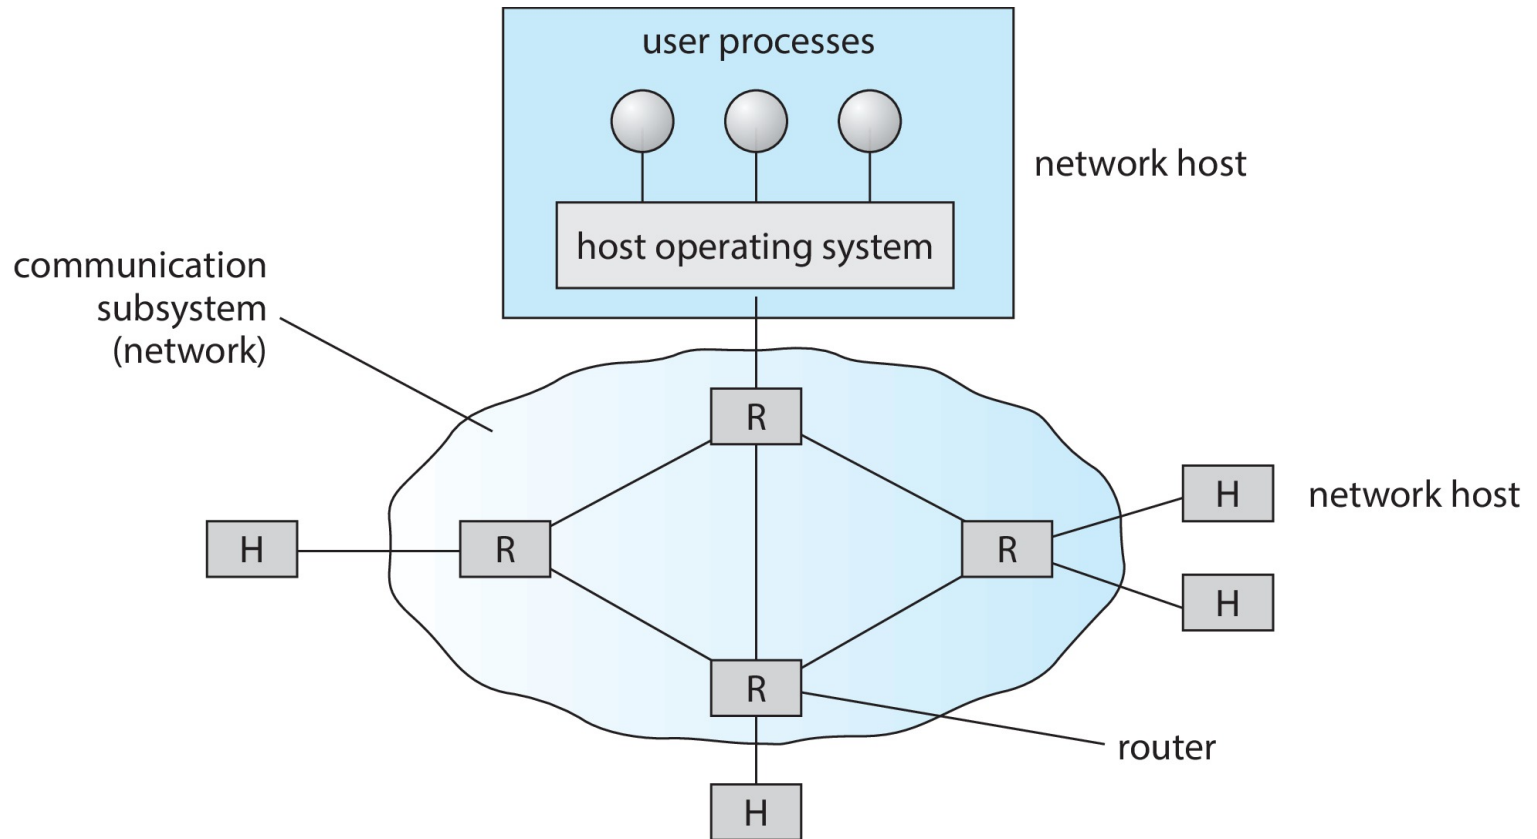 user processes
network host
host operating system
communication
subsystem
(network)
R
H
network host
H
R
R
H
R
router
H